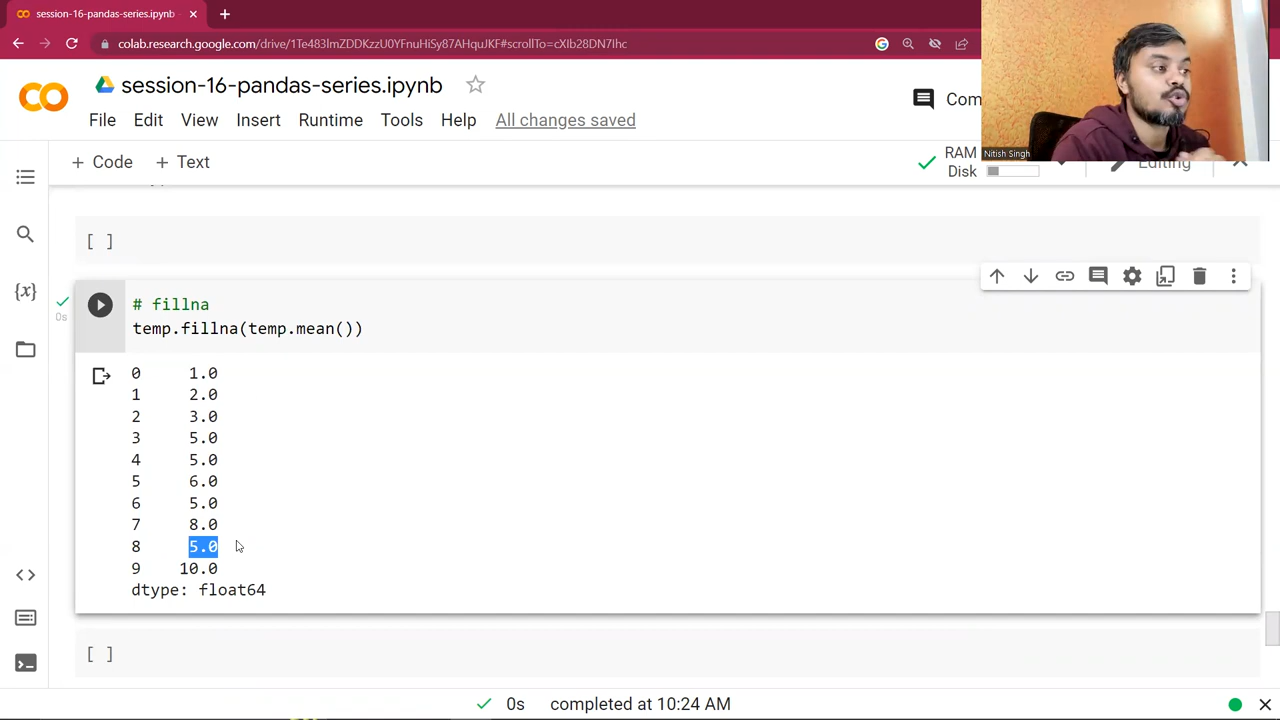 session-16-pandas-series.ipynb
colab.research.google.com/drive/1Te483lmZDDKzzU0YFnuHiSy87AHquJKF#scrollTo=cXIb28DN7Ihc
session-16-pandas-series.ipynb
File Edit View Insert Runtime Tools Help All changes saved
Com
Nitish Singh
+ Code + Text
RAM
Disk
Editing
[ ]
0s
# fillna
temp.fillna(temp.mean())
0 1.0
1 2.0
2 3.0
3 5.0
4 5.0
5 6.0
6 5.0
7 8.0
8 5.0
9 10.0
dtype: float64
[ ]
0s completed at 10:24 AM